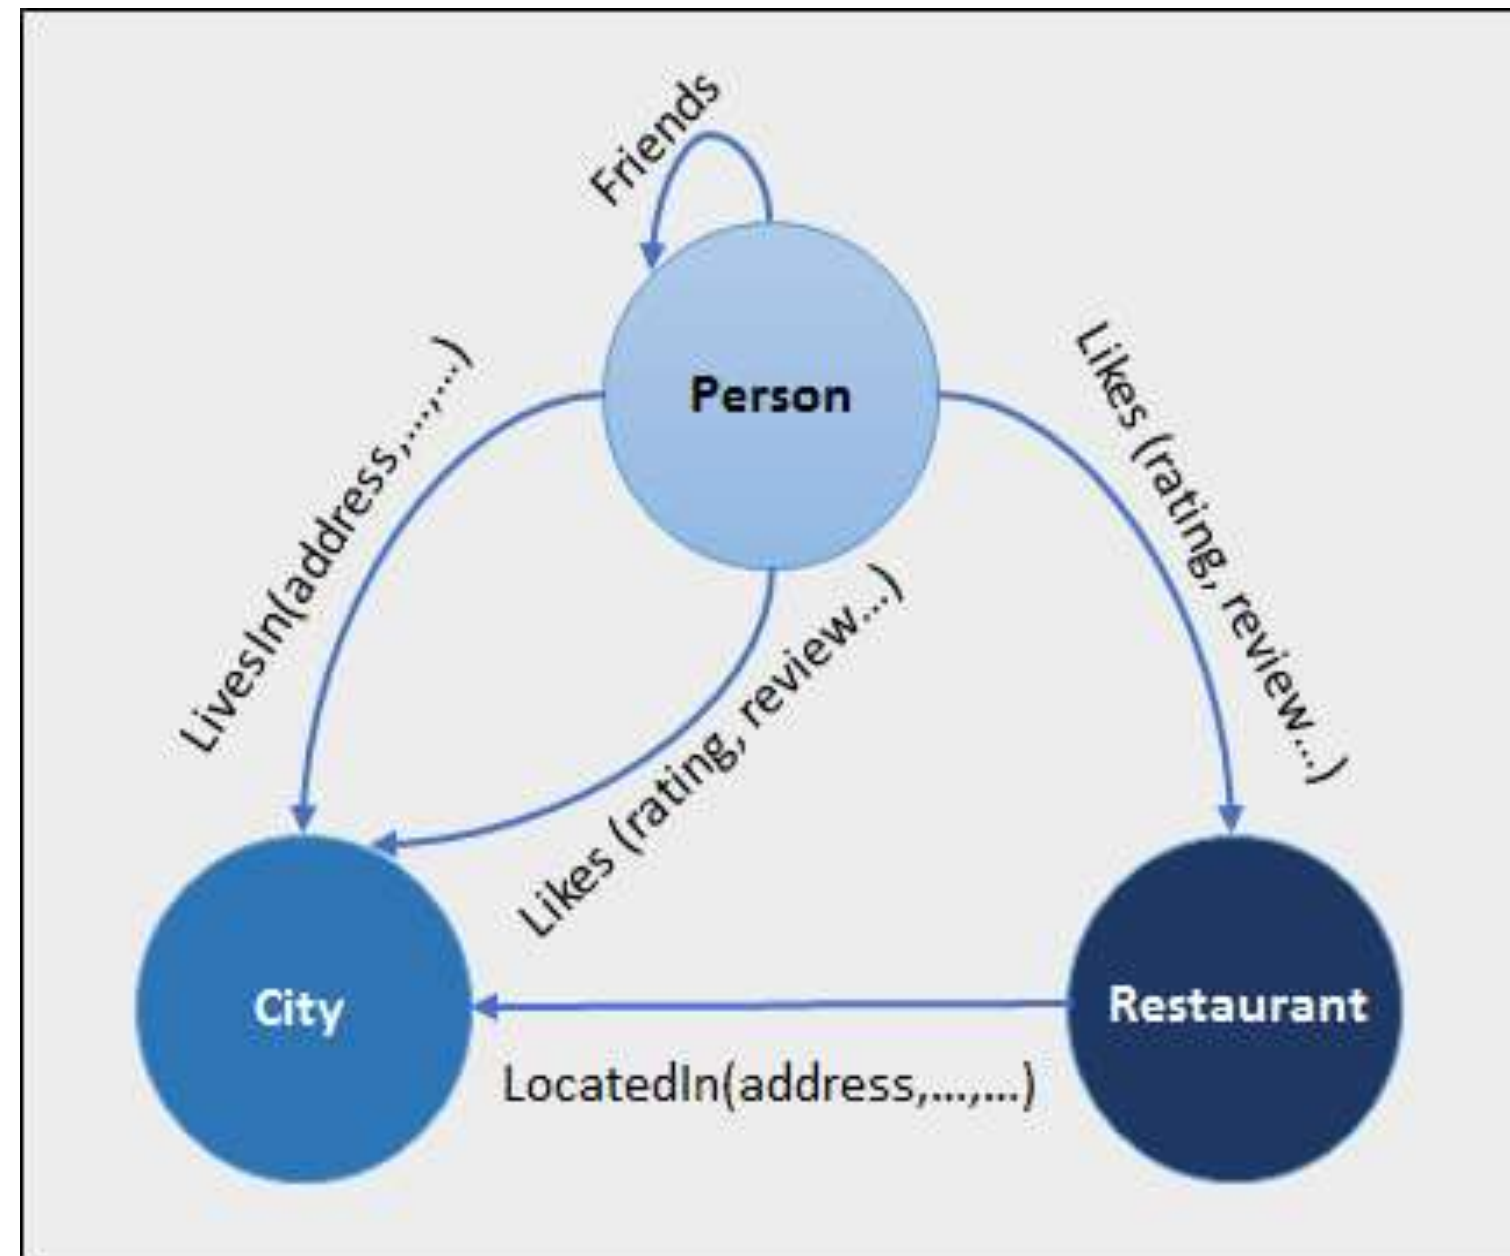 Friends
Person
LivesIn(address,...,...)
Likes (rating, review...)
Likes (rating, review...)
City
Restaurant
LocatedIn(address,...,...)